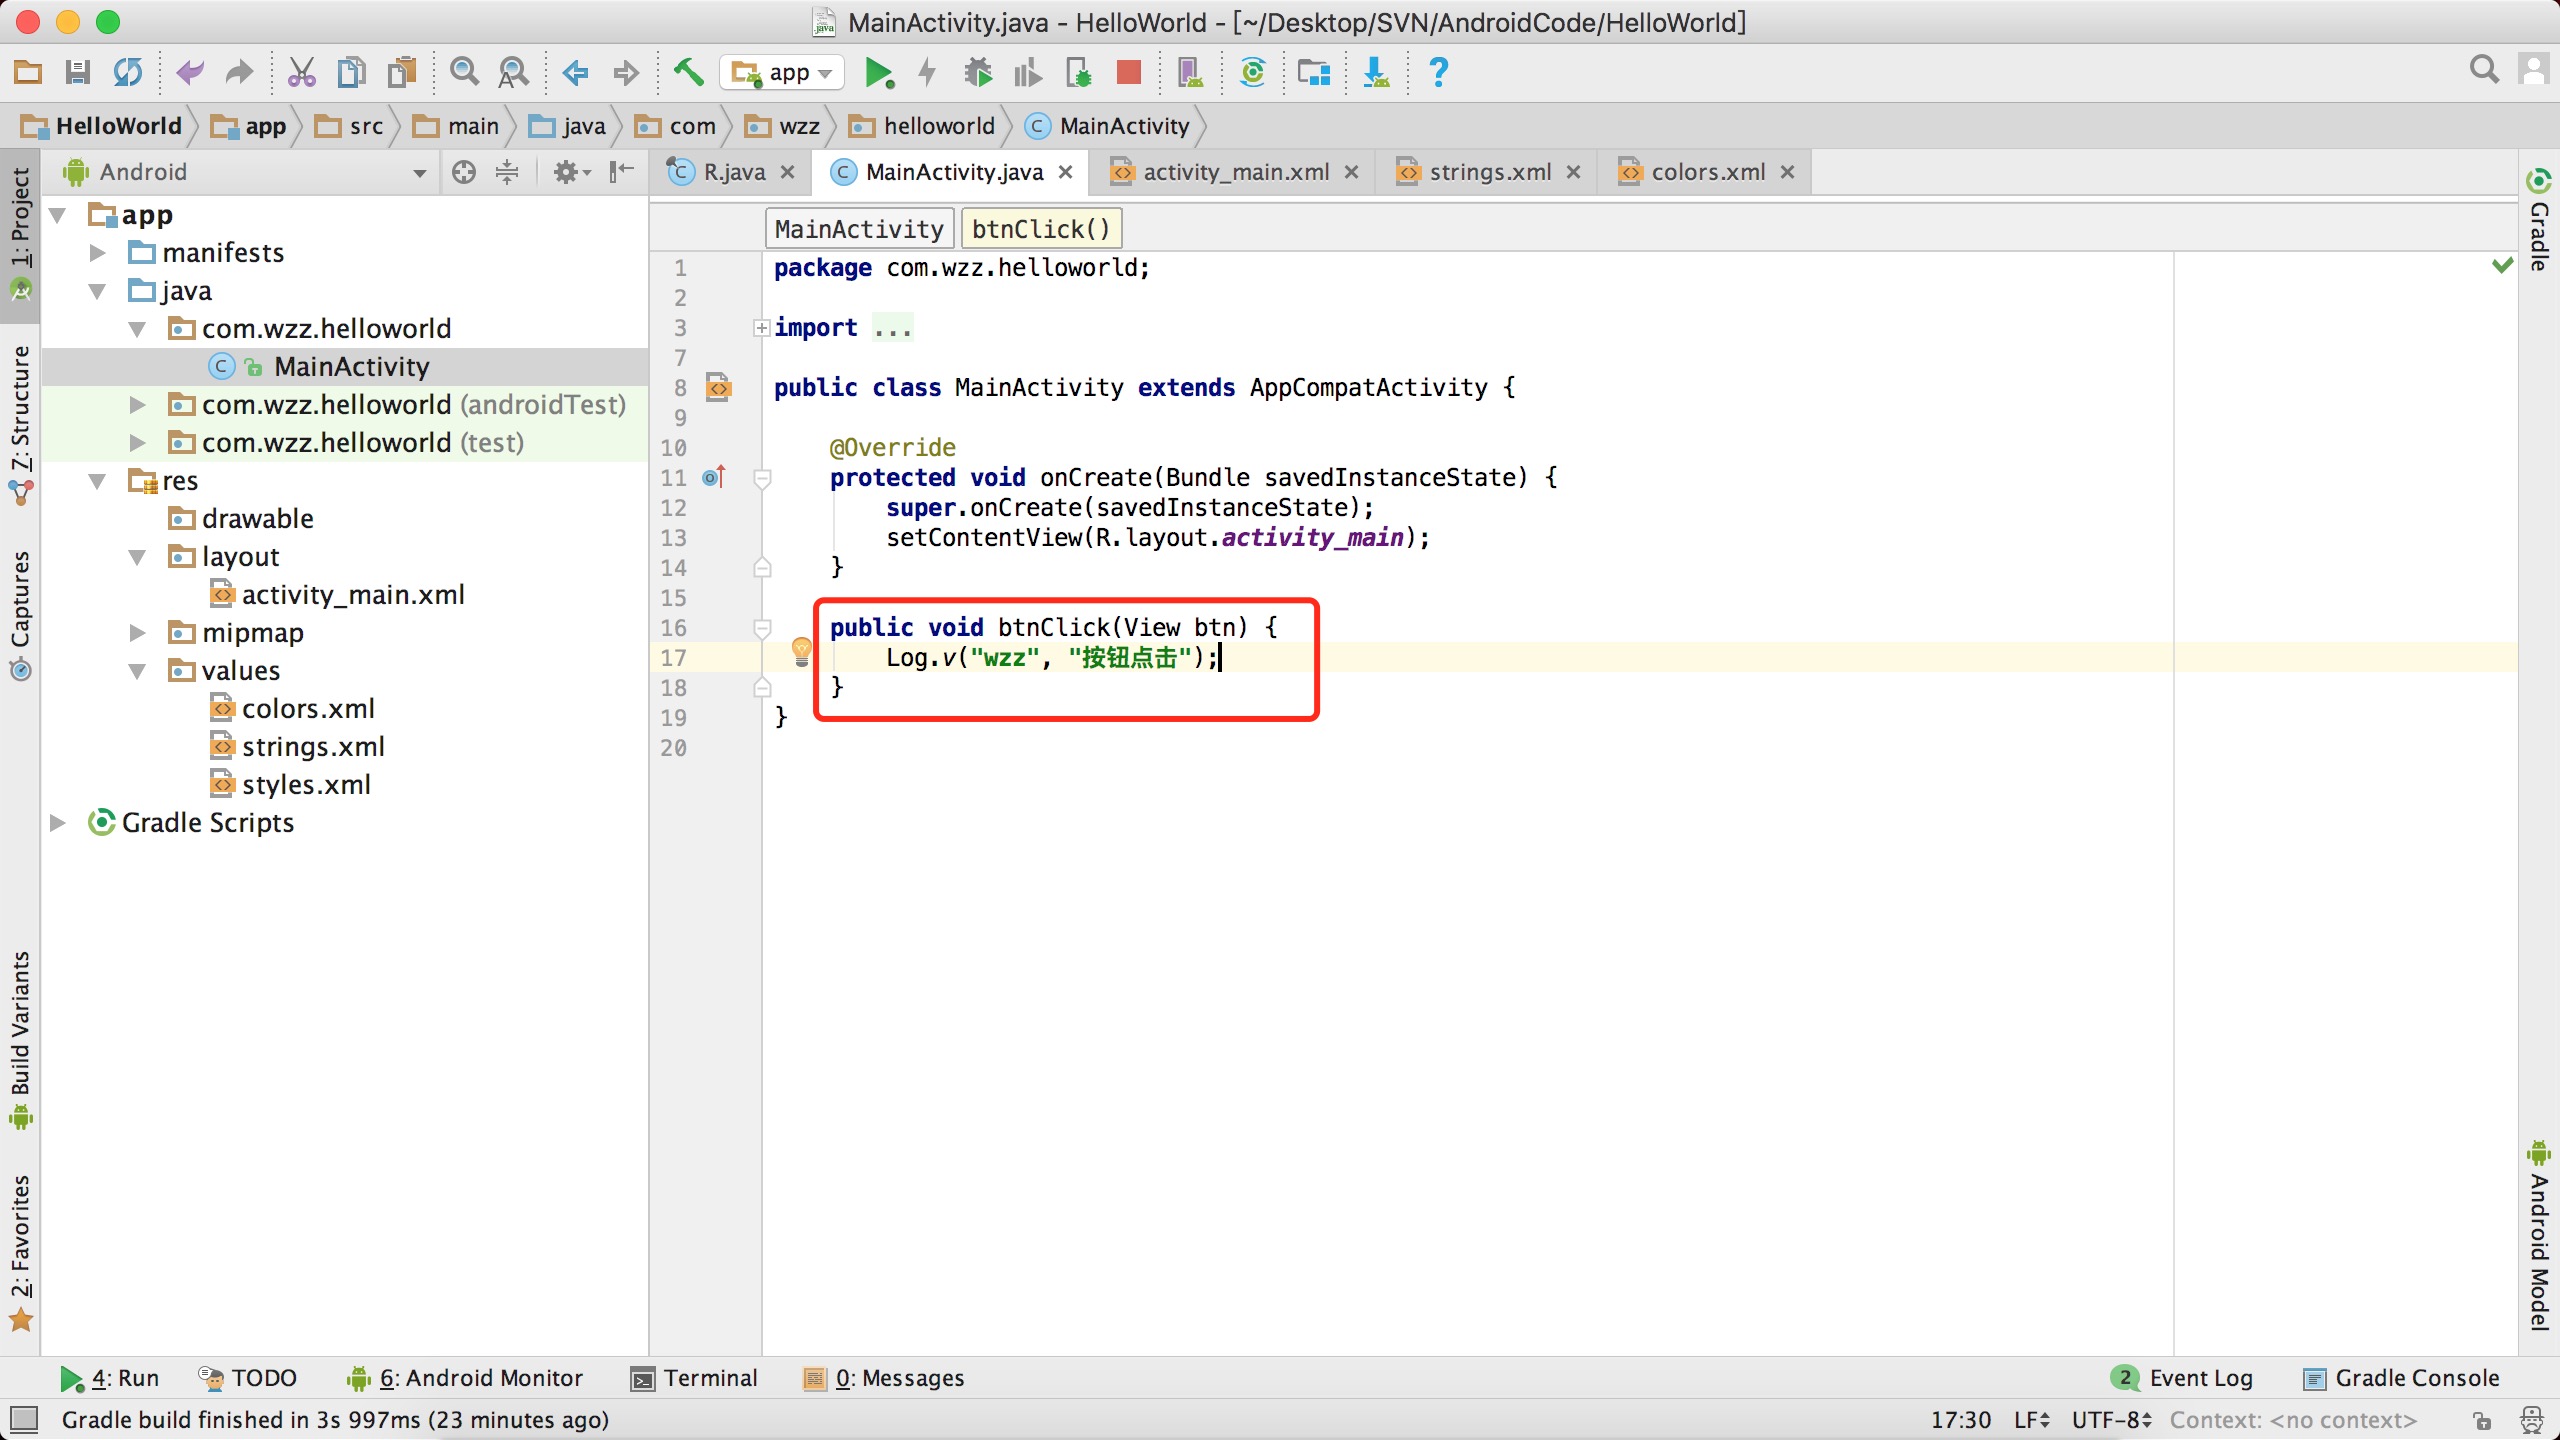 MainActivity.java - HelloWorld - [~/Desktop/SVN/AndroidCode/HelloWorld]
app
HelloWorld app src main java com wzz helloworld MainActivity
Android
R.java MainActivity.java activity_main.xml strings.xml colors.xml
1: Project
7: Structure
Captures
Build Variants
2: Favorites
app
manifests
java
com.wzz.helloworld
MainActivity
com.wzz.helloworld (androidTest)
com.wzz.helloworld (test)
res
drawable
layout
activity_main.xml
mipmap
values
colors.xml
strings.xml
styles.xml
Gradle Scripts
MainActivity btnClick()
1 package com.wzz.helloworld;
2
3 import ...
7
8 public class MainActivity extends AppCompatActivity {
9
10 @Override
11 protected void onCreate(Bundle savedInstanceState) {
12 super.onCreate(savedInstanceState);
13 setContentView(R.layout.activity_main);
14 }
15
16 public void btnClick(View btn) {
17 Log.v("wzz", "按钮点击");
18 }
19 }
20
Gradle
Android Model
4: Run TODO 6: Android Monitor Terminal 0: Messages 2 Event Log Gradle Console
Gradle build finished in 3s 997ms (23 minutes ago) 17:30 LF UTF-8 Context: <no context>